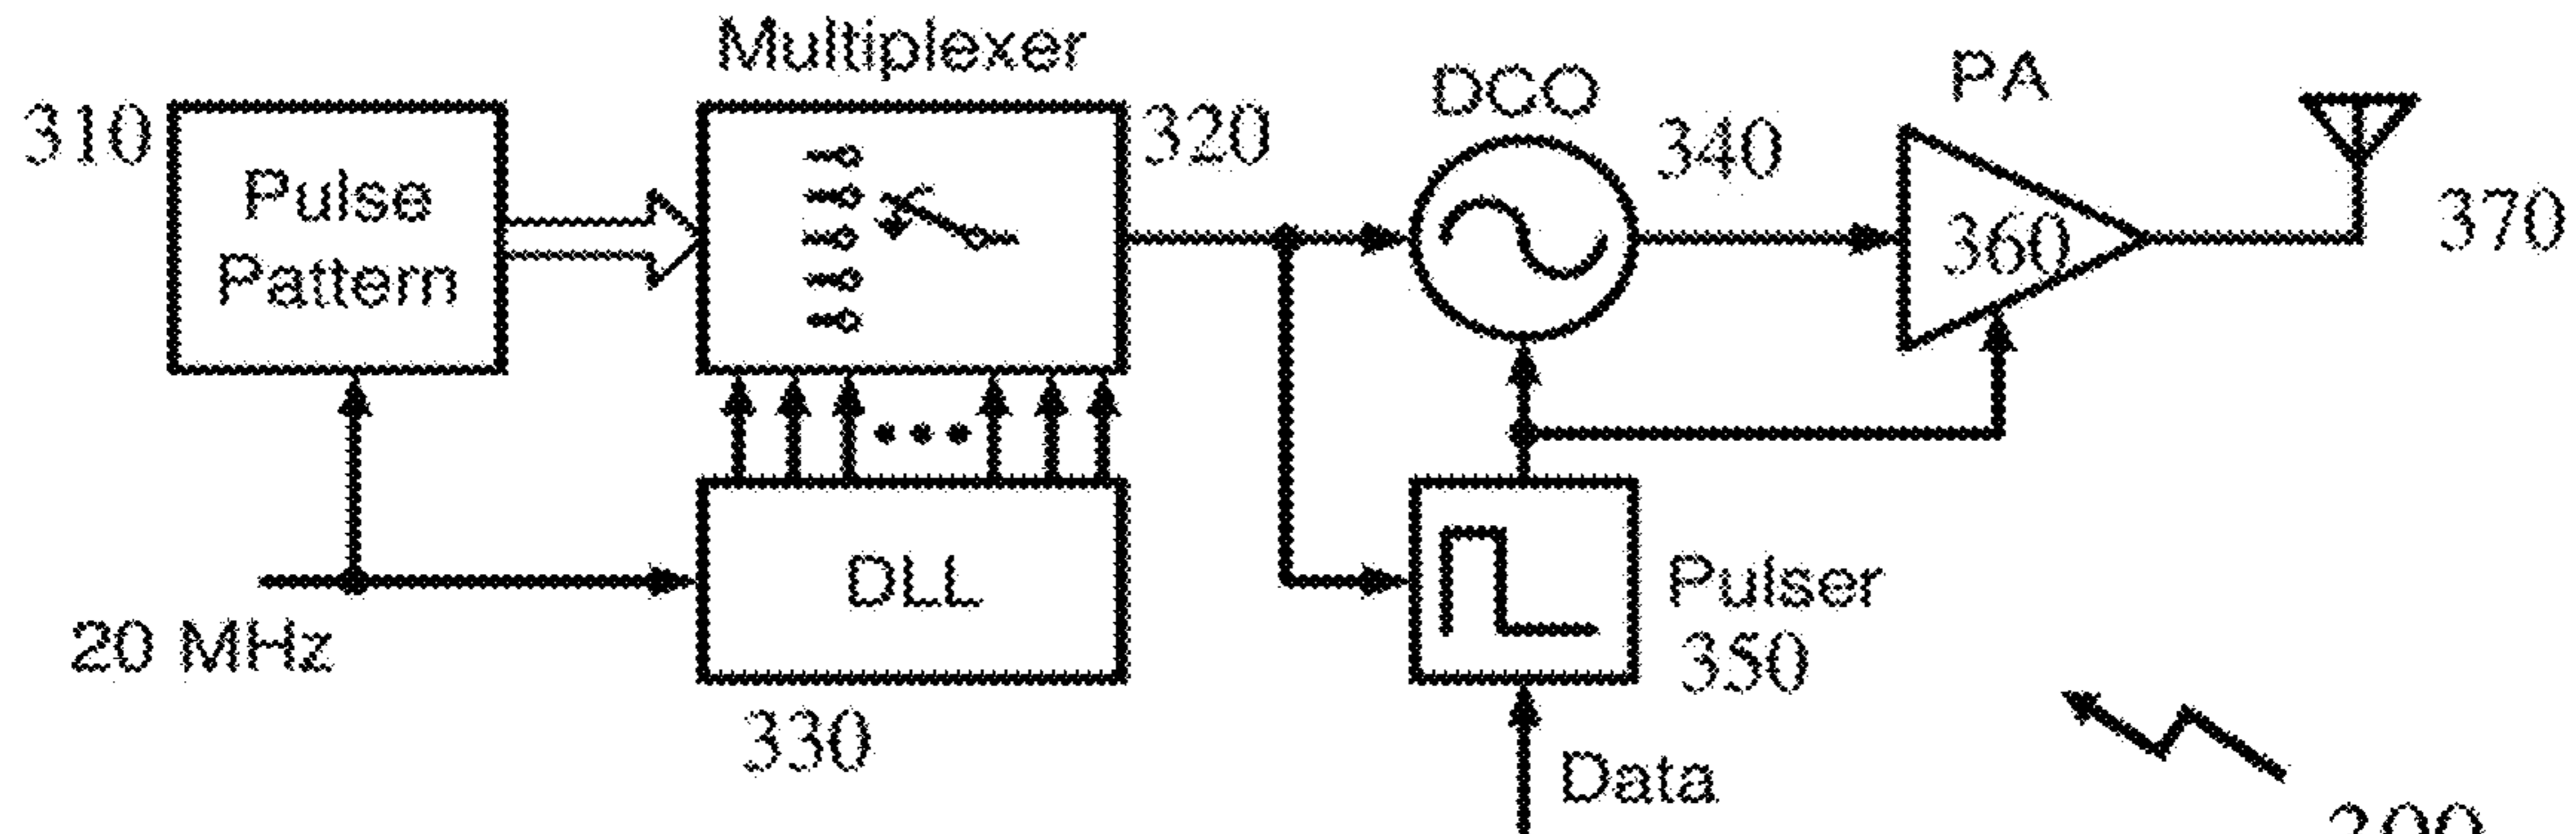 Multiplexer
DCO
PA
310
320
340
Pulse
Pattern
360
370
DLL
Pulser
350
20 MHz
330
Data